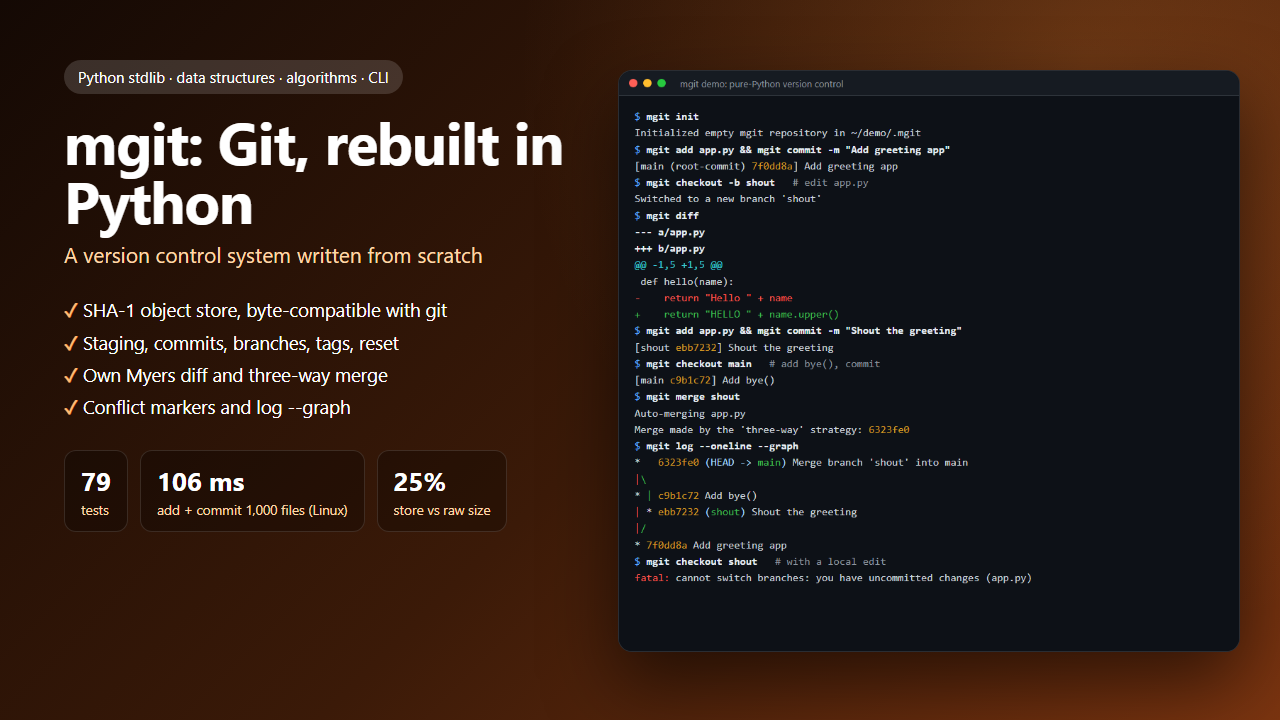 Python stdlib · data structures · algorithms · CLI
mgit: Git, rebuilt in
Python
A version control system written from scratch
✓ SHA-1 object store, byte-compatible with git
✓ Staging, commits, branches, tags, reset
✓ Own Myers diff and three-way merge
✓ Conflict markers and log --graph
79
tests
106 ms
add + commit 1,000 files (Linux)
25%
store vs raw size
mgit demo: pure-Python version control
$ mgit init
Initialized empty mgit repository in ~/demo/.mgit
$ mgit add app.py && mgit commit -m "Add greeting app"
[main (root-commit) 7f0dd8a] Add greeting app
$ mgit checkout -b shout   # edit app.py
Switched to a new branch 'shout'
$ mgit diff
--- a/app.py
+++ b/app.py
@@ -1,5 +1,5 @@
 def hello(name):
-    return "Hello " + name
+    return "HELLO " + name.upper()
$ mgit add app.py && mgit commit -m "Shout the greeting"
[shout ebb7232] Shout the greeting
$ mgit checkout main   # add bye(), commit
[main c9b1c72] Add bye()
$ mgit merge shout
Auto-merging app.py
Merge made by the 'three-way' strategy: 6323fe0
$ mgit log --oneline --graph
*   6323fe0 (HEAD -> main) Merge branch 'shout' into main
|\
* | c9b1c72 Add bye()
| * ebb7232 (shout) Shout the greeting
|/
* 7f0dd8a Add greeting app
$ mgit checkout shout   # with a local edit
fatal: cannot switch branches: you have uncommitted changes (app.py)